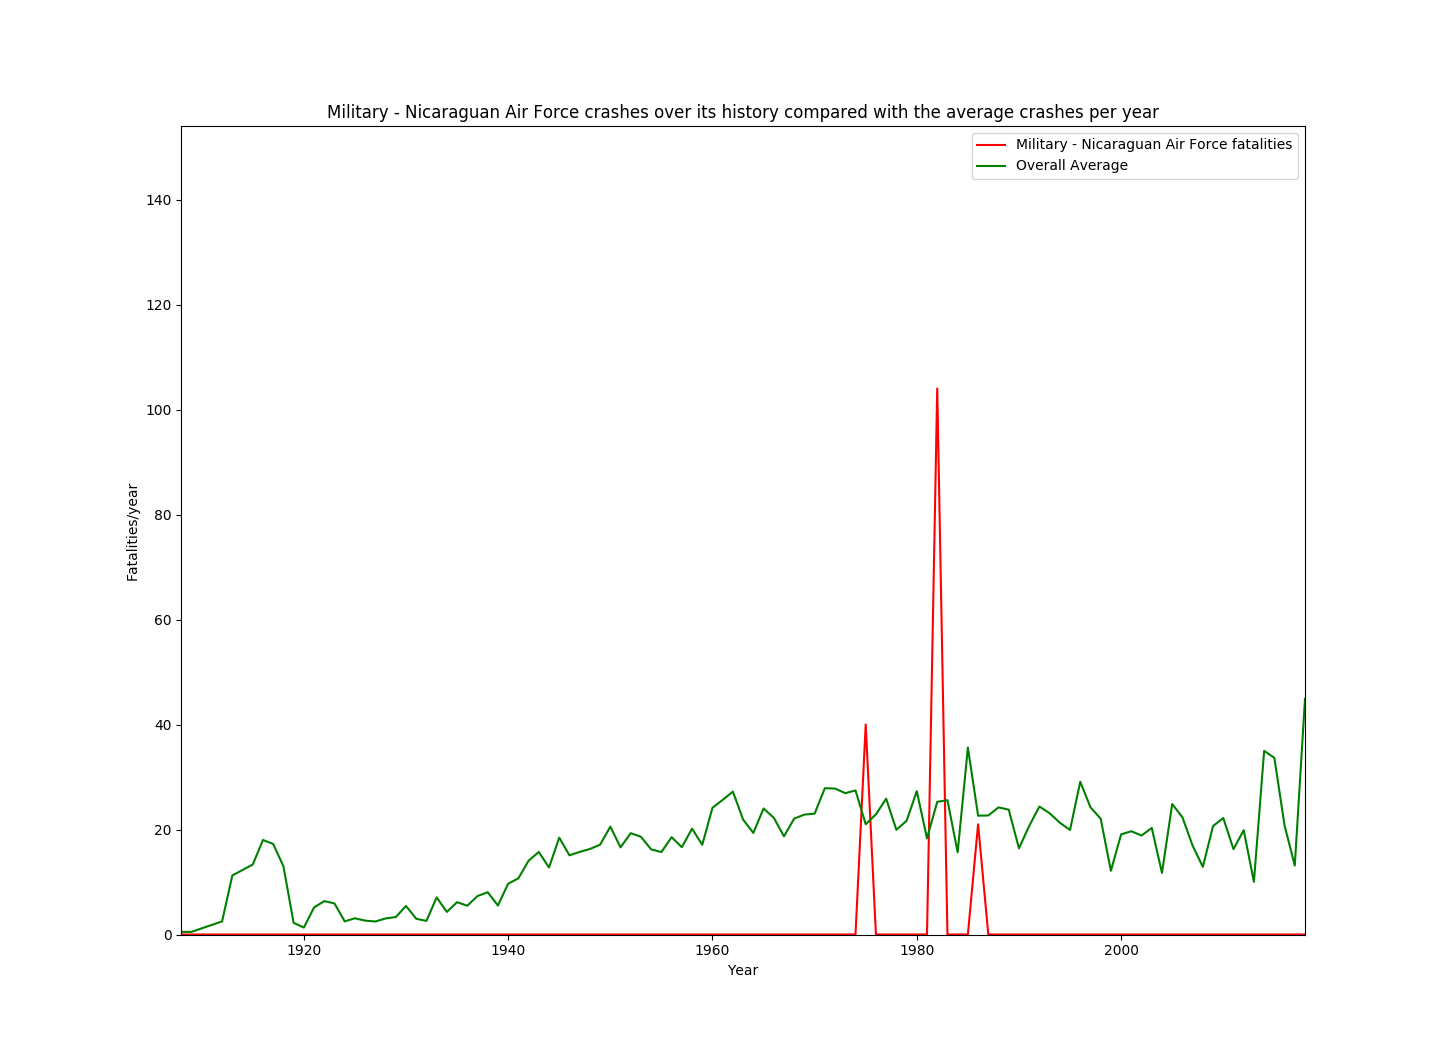 Military - Nicaraguan Air Force crashes over its history compared with the average crashes per year
Military - Nicaraguan Air Force fatalities
Overall Average
140
120
100
80
60
40
20
0
Fatalities/year
1920 1940 1960 1980 2000
Year